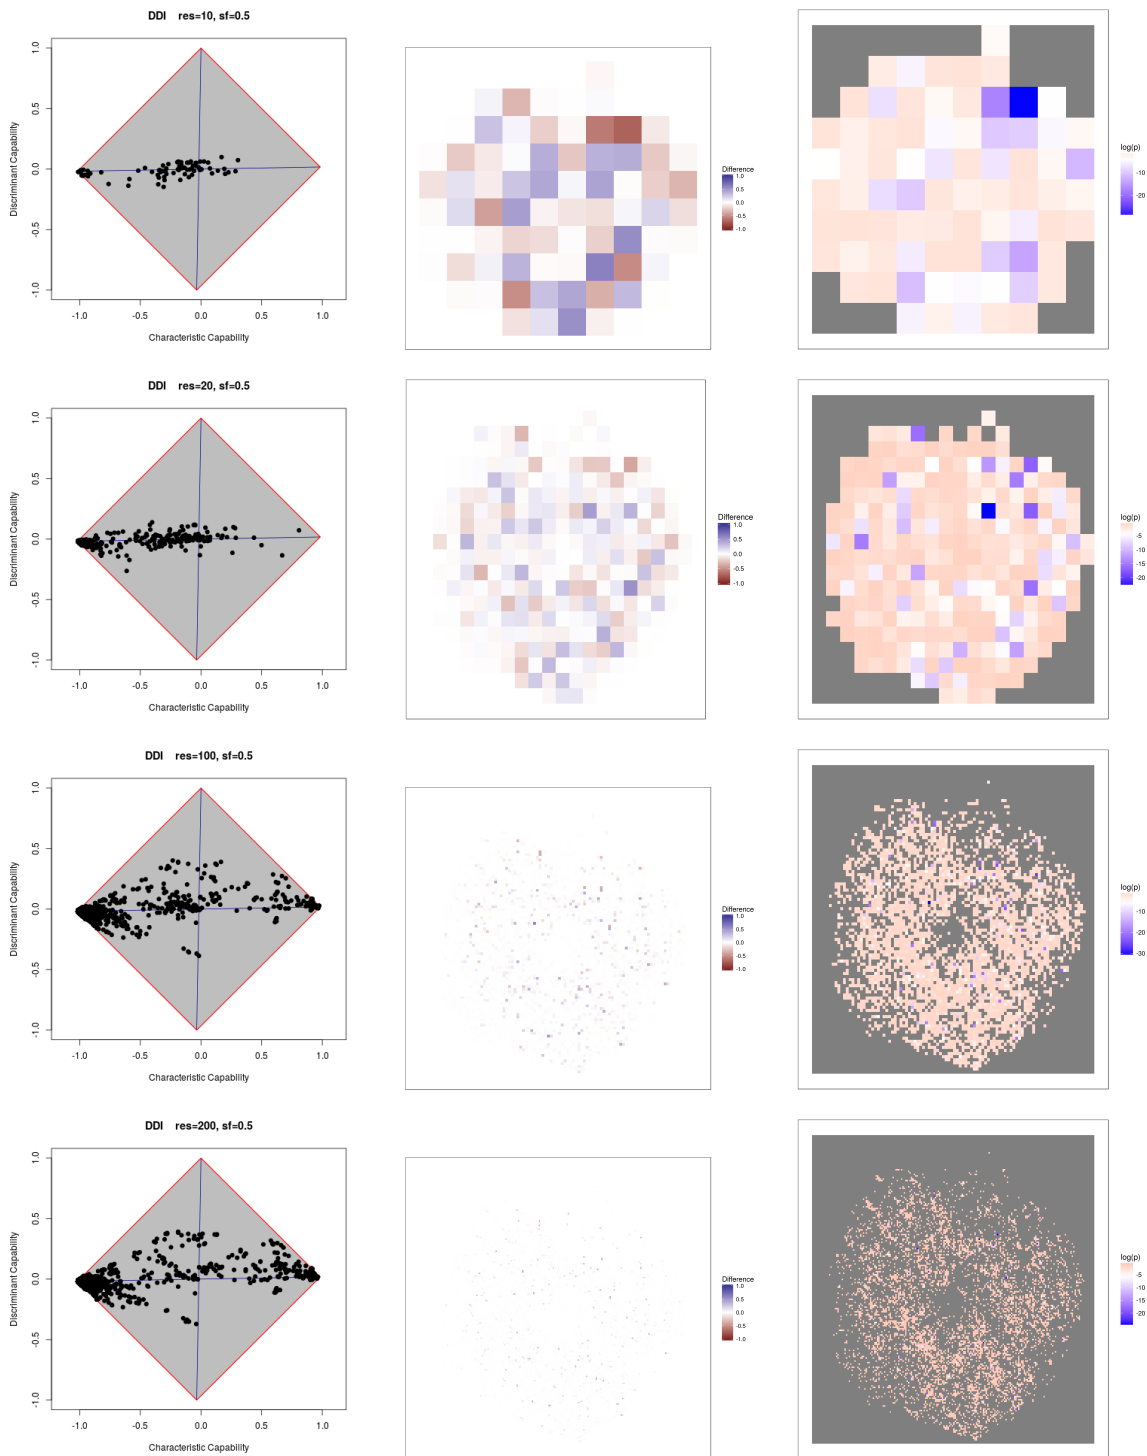 DDI res=10, sf=0.5
1.0
0.5
0.0
-0.5
-1.0
Discriminant Capability
-1.0 -0.5 0.0 0.5 1.0
Characteristic Capability
Difference
1.0
0.5
0.0
-0.5
-1.0
log(p)
-10
-20
DDI res=20, sf=0.5
1.0
0.5
0.0
-0.5
-1.0
Discriminant Capability
-1.0 -0.5 0.0 0.5 1.0
Characteristic Capability
Difference
1.0
0.5
0.0
-0.5
-1.0
log(p)
-5
-10
-15
-20
DDI res=100, sf=0.5
1.0
0.5
0.0
-0.5
-1.0
Discriminant Capability
-1.0 -0.5 0.0 0.5 1.0
Characteristic Capability
Difference
1.0
0.5
0.0
-0.5
-1.0
log(p)
-10
-20
-30
DDI res=200, sf=0.5
1.0
0.5
0.0
-0.5
-1.0
Discriminant Capability
-1.0 -0.5 0.0 0.5 1.0
Characteristic Capability
Difference
1.0
0.5
0.0
-0.5
-1.0
log(p)
-5
-10
-15
-20